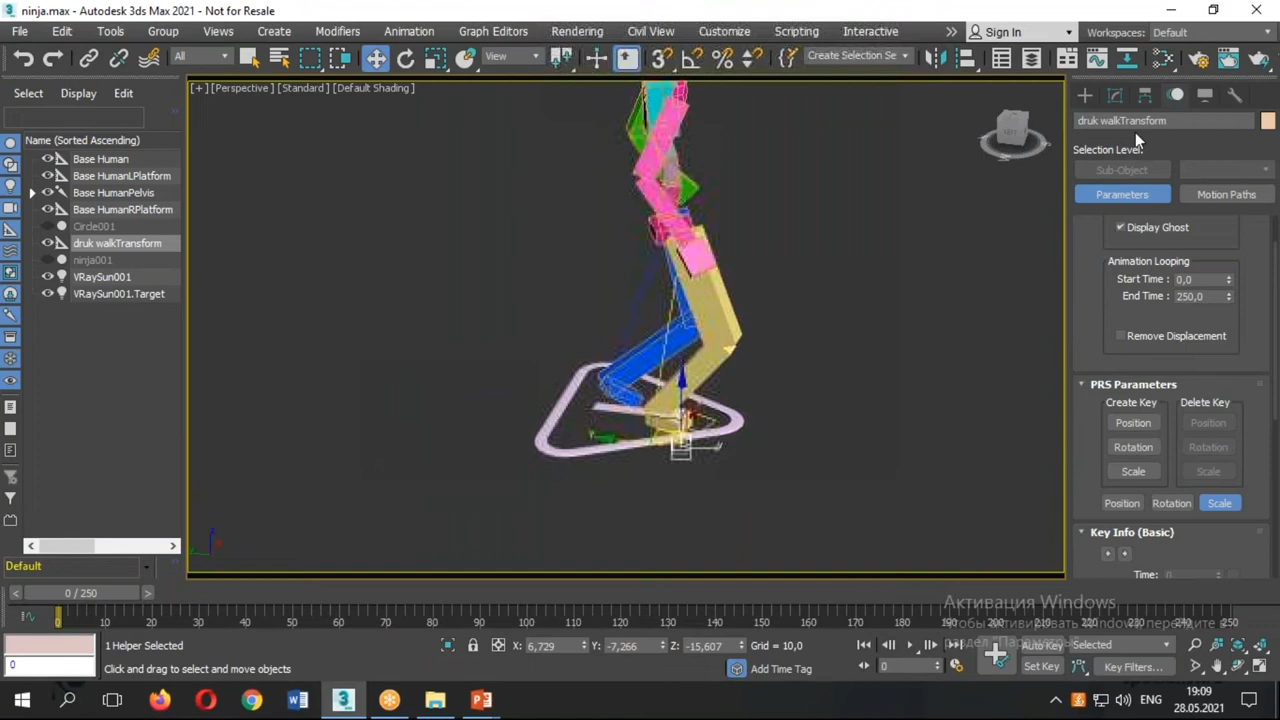 ninja.max - Autodesk 3ds Max 2021 - Not for Resale
File Edit Tools Group Views Create Modifiers Animation Graph Editors Rendering Civil View Customize Scripting Interactive Sign In Workspaces: Default
All View Create Selection Se
Select Display Edit
[+] [Perspective] [Standard] [Default Shading]
Name (Sorted Ascending)
Base Human
Base HumanLPlatform
Base HumanPelvis
Base HumanRPlatform
Circle001
druk walkTransform
ninja001
VRaySun001
VRaySun001.Target
druk walkTransform
Selection Level:
Sub-Object
Parameters Motion Paths
Display Ghost
Animation Looping
Start Time : 0,0
End Time : 250,0
Remove Displacement
PRS Parameters
Create Key Delete Key
Position Position
Rotation Rotation
Scale Scale
Position Rotation Scale
Key Info (Basic)
Time: 0
Default
0 / 250
0 10 20 30 40 50 60 70 80 90 100 110 120 130 140 150 160 170 180 190 200 210 220 230 240 250
Активация Windows
Чтобы активировать Windows, перейдите в
раздел "Параметры".
1 Helper Selected X: 6,729 Y: -7,266 Z: -15,607 Grid = 10,0 Auto Key Selected
0 Click and drag to select and move objects Add Time Tag 0 Set Key Key Filters...
ENG 19:09
28.05.2021